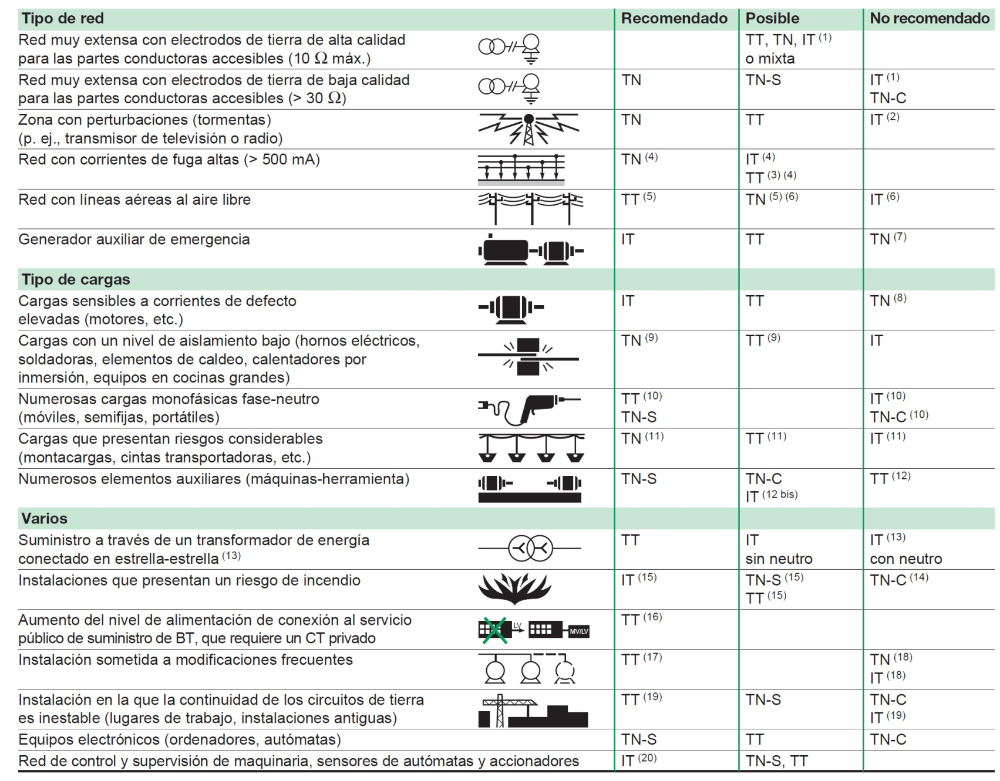 Tipo de red Recomendado Posible No recomendado
Red muy extensa con electrodos de tierra de alta calidad TT, TN, IT (1)
para las partes conductoras accesibles (10 Ω máx.) o mixta
Red muy extensa con electrodos de tierra de baja calidad TN TN-S IT (1)
para las partes conductoras accesibles (> 30 Ω) TN-C
Zona con perturbaciones (tormentas) TN TT IT (2)
(p. ej., transmisor de televisión o radio)
Red con corrientes de fuga altas (> 500 mA) TN (4) IT (4)
TT (3) (4)
Red con líneas aéreas al aire libre TT (5) TN (5) (6) IT (6)
Generador auxiliar de emergencia IT TT TN (7)
Tipo de cargas
Cargas sensibles a corrientes de defecto IT TT TN (8)
elevadas (motores, etc.)
Cargas con un nivel de aislamiento bajo (hornos eléctricos, TN (9) TT (9) IT
soldadoras, elementos de caldeo, calentadores por
inmersión, equipos en cocinas grandes)
Numerosas cargas monofásicas fase-neutro TT (10) IT (10)
(móviles, semifijas, portátiles) TN-S TN-C (10)
Cargas que presentan riesgos considerables TN (11) TT (11) IT (11)
(montacargas, cintas transportadoras, etc.)
Numerosos elementos auxiliares (máquinas-herramienta) TN-S TN-C TT (12)
IT (12 bis)
Varios
Suministro a través de un transformador de energía TT IT IT (13)
conectado en estrella-estrella (13) sin neutro con neutro
Instalaciones que presentan un riesgo de incendio IT (15) TN-S (15) TN-C (14)
TT (15)
Aumento del nivel de alimentación de conexión al servicio LV TT (16)
público de suministro de BT, que requiere un CT privado MV/LV
Instalación sometida a modificaciones frecuentes TT (17) TN (18)
IT (18)
Instalación en la que la continuidad de los circuitos de tierra TT (19) TN-S TN-C
es inestable (lugares de trabajo, instalaciones antiguas) IT (19)
Equipos electrónicos (ordenadores, autómatas) TN-S TT TN-C
Red de control y supervisión de maquinaria, sensores de autómatas y accionadores IT (20) TN-S, TT